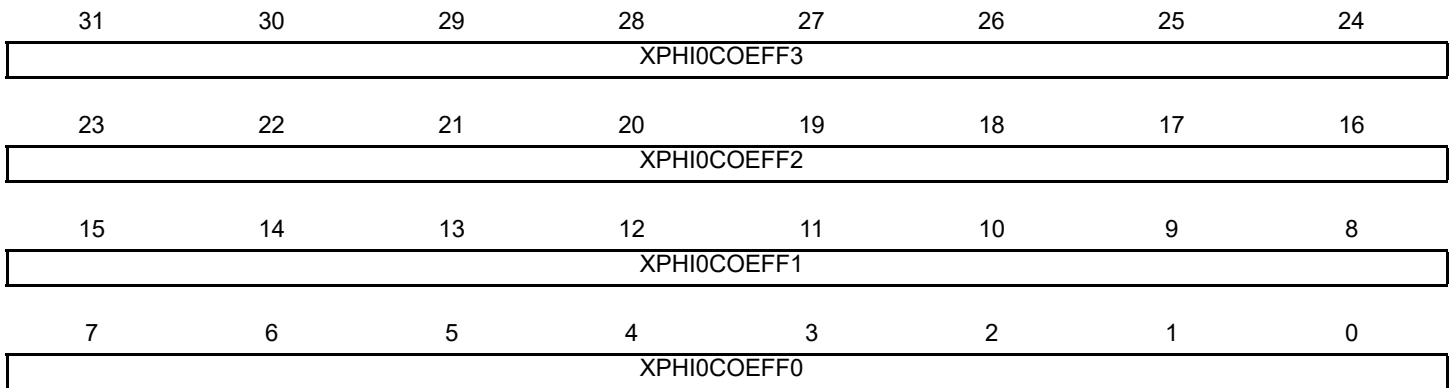 31 30 29 28 27 26 25 24
XPHI0COEFF3
23 22 21 20 19 18 17 16
XPHI0COEFF2
15 14 13 12 11 10 9 8
XPHI0COEFF1
7 6 5 4 3 2 1 0
XPHI0COEFF0